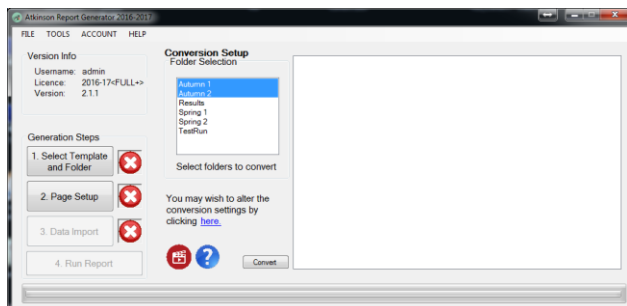 Atkinson Report Generator 2016-2017
FILE TOOLS ACCOUNT HELP
Version Info
Username: admin
Licence: 2016-17<FULL+>
Version: 2.1.1
Generation Steps
1. Select Template
and Folder
2. Page Setup
3. Data Import
4. Run Report
Conversion Setup
Folder Selection
Autumn 1
Autumn 2
Results
Spring 1
Spring 2
TestRun
Select folders to convert
You may wish to alter the
conversion settings by
clicking here.
?
Convert